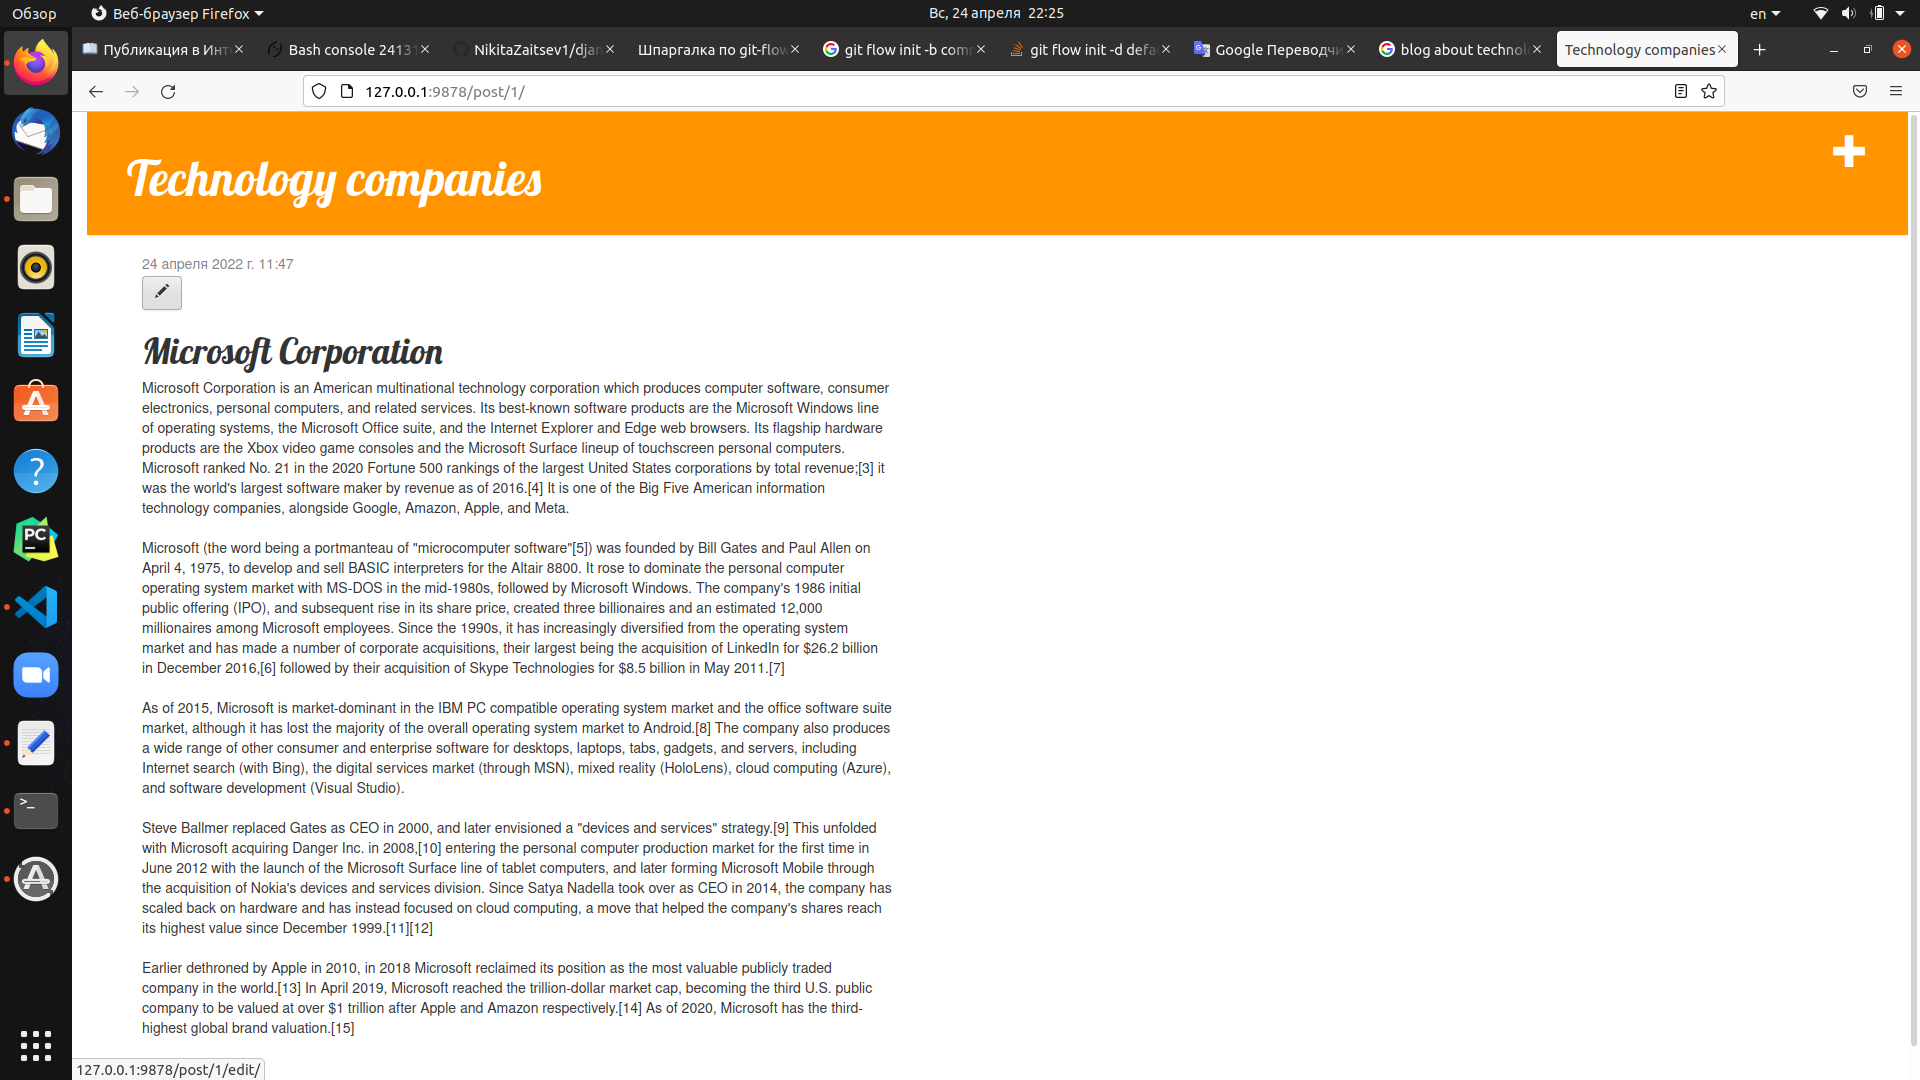 Обзор
Веб-браузер Firefox
Вс, 24 апреля 22:25
en
Публикация в Инт
Bash console 24131
NikitaZaitsev1/djan
Шпаргалка по git-flow
git flow init -b com
git flow init -d defa
Google Переводчи
blog about technol
Technology companies
127.0.0.1:9878/post/1/
Technology companies
24 апреля 2022 г. 11:47
Microsoft Corporation
Microsoft Corporation is an American multinational technology corporation which produces computer software, consumer
electronics, personal computers, and related services. Its best-known software products are the Microsoft Windows line
of operating systems, the Microsoft Office suite, and the Internet Explorer and Edge web browsers. Its flagship hardware
products are the Xbox video game consoles and the Microsoft Surface lineup of touchscreen personal computers.
Microsoft ranked No. 21 in the 2020 Fortune 500 rankings of the largest United States corporations by total revenue;[3] it
was the world's largest software maker by revenue as of 2016.[4] It is one of the Big Five American information
technology companies, alongside Google, Amazon, Apple, and Meta.
Microsoft (the word being a portmanteau of "microcomputer software"[5]) was founded by Bill Gates and Paul Allen on
April 4, 1975, to develop and sell BASIC interpreters for the Altair 8800. It rose to dominate the personal computer
operating system market with MS-DOS in the mid-1980s, followed by Microsoft Windows. The company's 1986 initial
public offering (IPO), and subsequent rise in its share price, created three billionaires and an estimated 12,000
millionaires among Microsoft employees. Since the 1990s, it has increasingly diversified from the operating system
market and has made a number of corporate acquisitions, their largest being the acquisition of LinkedIn for $26.2 billion
in December 2016,[6] followed by their acquisition of Skype Technologies for $8.5 billion in May 2011.[7]
As of 2015, Microsoft is market-dominant in the IBM PC compatible operating system market and the office software suite
market, although it has lost the majority of the overall operating system market to Android.[8] The company also produces
a wide range of other consumer and enterprise software for desktops, laptops, tabs, gadgets, and servers, including
Internet search (with Bing), the digital services market (through MSN), mixed reality (HoloLens), cloud computing (Azure),
and software development (Visual Studio).
Steve Ballmer replaced Gates as CEO in 2000, and later envisioned a "devices and services" strategy.[9] This unfolded
with Microsoft acquiring Danger Inc. in 2008,[10] entering the personal computer production market for the first time in
June 2012 with the launch of the Microsoft Surface line of tablet computers, and later forming Microsoft Mobile through
the acquisition of Nokia's devices and services division. Since Satya Nadella took over as CEO in 2014, the company has
scaled back on hardware and has instead focused on cloud computing, a move that helped the company's shares reach
its highest value since December 1999.[11][12]
Earlier dethroned by Apple in 2010, in 2018 Microsoft reclaimed its position as the most valuable publicly traded
company in the world.[13] In April 2019, Microsoft reached the trillion-dollar market cap, becoming the third U.S. public
company to be valued at over $1 trillion after Apple and Amazon respectively.[14] As of 2020, Microsoft has the third-
highest global brand valuation.[15]
127.0.0.1:9878/post/1/edit/